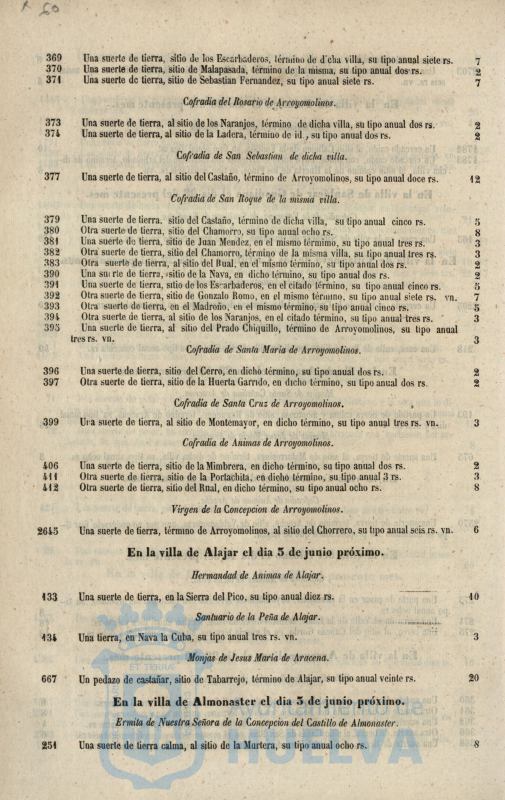 369 Una suerte de tierra, sitio de los Escarbaderos, término de dicha villa, su tipo anual siete rs. 7
370 Una suerte de tierra, sitio de Malapasada, término de la misma, su tipo anual dos rs. 2
371 Una suerte de tierra, sitio de Sebastian Fernandez, su tipo anual siete rs. 7
Cofradia del Rosario de Arroyomolinos.
373 Una suerte de tierra, al sitio de los Naranjos, término de dicha villa, su tipo anual dos rs. 2
374 Una suerte de tierra, al sitio de la Ladera, término de id., su tipo anual dos rs. 2
Cofradia de San Sebastian de dicha villa.
377 Una suerte de tierra, al sitio del Castaño, término de Arroyomolinos, su tipo anual doce rs. 12
Cofradia de San Roque de la misma villa.
379 Una suerte de tierra. sitio del Castaño, término de dicha villa, su tipo anual cinco rs. 5
380 Otra suerte de tierra, sitio del Chamorro, su tipo anual ocho rs. 8
381 Una suerte de tierra, sitio de Juan Mendez, en el mismo término, su tipo anual tres rs. 3
382 Otra suerte de tierra, sitio del Chamorro, término de la misma villa, su tipo anual tres rs. 3
383 Otra suerte de tierra, al sitio del Rual, en el mismo término, su tipo anual dos rs. 2
390 Una suerte de tierra, sitio de la Nava, en dicho término, su tipo anual dos rs. 2
391 Una suerte de tierra, sitio de los Escarbaderos, en el citado término, su tipo anual cinco rs. 5
392 Otra suerte de tierra, sitio de Gonzalo Romo, en el mismo término, su tipo anual siete rs. vn. 7
393 Otra suerte de tierra, en el Madroño, en el mismo término, su tipo anual cinco rs. 5
394 Otra suerte de tierra, al sitio de los Naranjos, en el citado término, su tipo anual tres rs. 3
395 Una suerte de tierra, al sitio del Prado Chiquillo, término de Arroyomolinos, su tipo anual
tres rs. vn. 3
Cofradia de Santa Maria de Arroyomolinos.
396 Una suerte de tierra, sitio del Cerro, en dicho término, su tipo anual dos rs. 2
397 Otra suerte de tierra, sitio de la Huerta Garrido, en dicho término, su tipo anual dos rs. 2
Cofradia de Santa Cruz de Arroyomolinos.
399 Una suerte de tierra, al sitio de Montemayor, en dicho término, su tipo anual tres rs. vn. 3
Cofradia de Animas de Arroyomolinos.
406 Una suerte de tierra, sitio de la Mimbrera, en dicho término, su tipo anual dos rs. 2
411 Otra suerte de tierra, sitio de la Portachita, en dicho término, su tipo anual 3 rs. 3
412 Otra suerte de tierra, sitio del Rual, en dicho término, su tipo anual ocho rs. 8
Virgen de la Concepcion de Arroyomolinos.
2645 Una suerte de tierra, término de Arroyomolinos, al sitio del Chorrero, su tipo anual seis rs. vn. 6
En la villa de Alajar el dia 5 de junio próximo.
Hermandad de Animas de Alajar.
133 Una suerte de tierra, en la Sierra del Pico, su tipo anual diez rs. 10
Santuario de la Peña de Alajar.
134 Una tierra, en Nava la Cuba, su tipo anual tres rs. vn. 3
Monjas de Jesus Maria de Aracena.
667 Un pedazo de castañar, sitio de Tabarrejo, término de Alajar, su tipo anual veinte rs. 20
En la villa de Almonaster el dia 5 de junio próximo.
Ermita de Nuestra Señora de la Concepcion del Castillo de Almonaster.
251 Una suerte de tierra calma, al sitio de la Murtera, su tipo anual ocho rs. 8
Ayuntamiento de
HUELVA